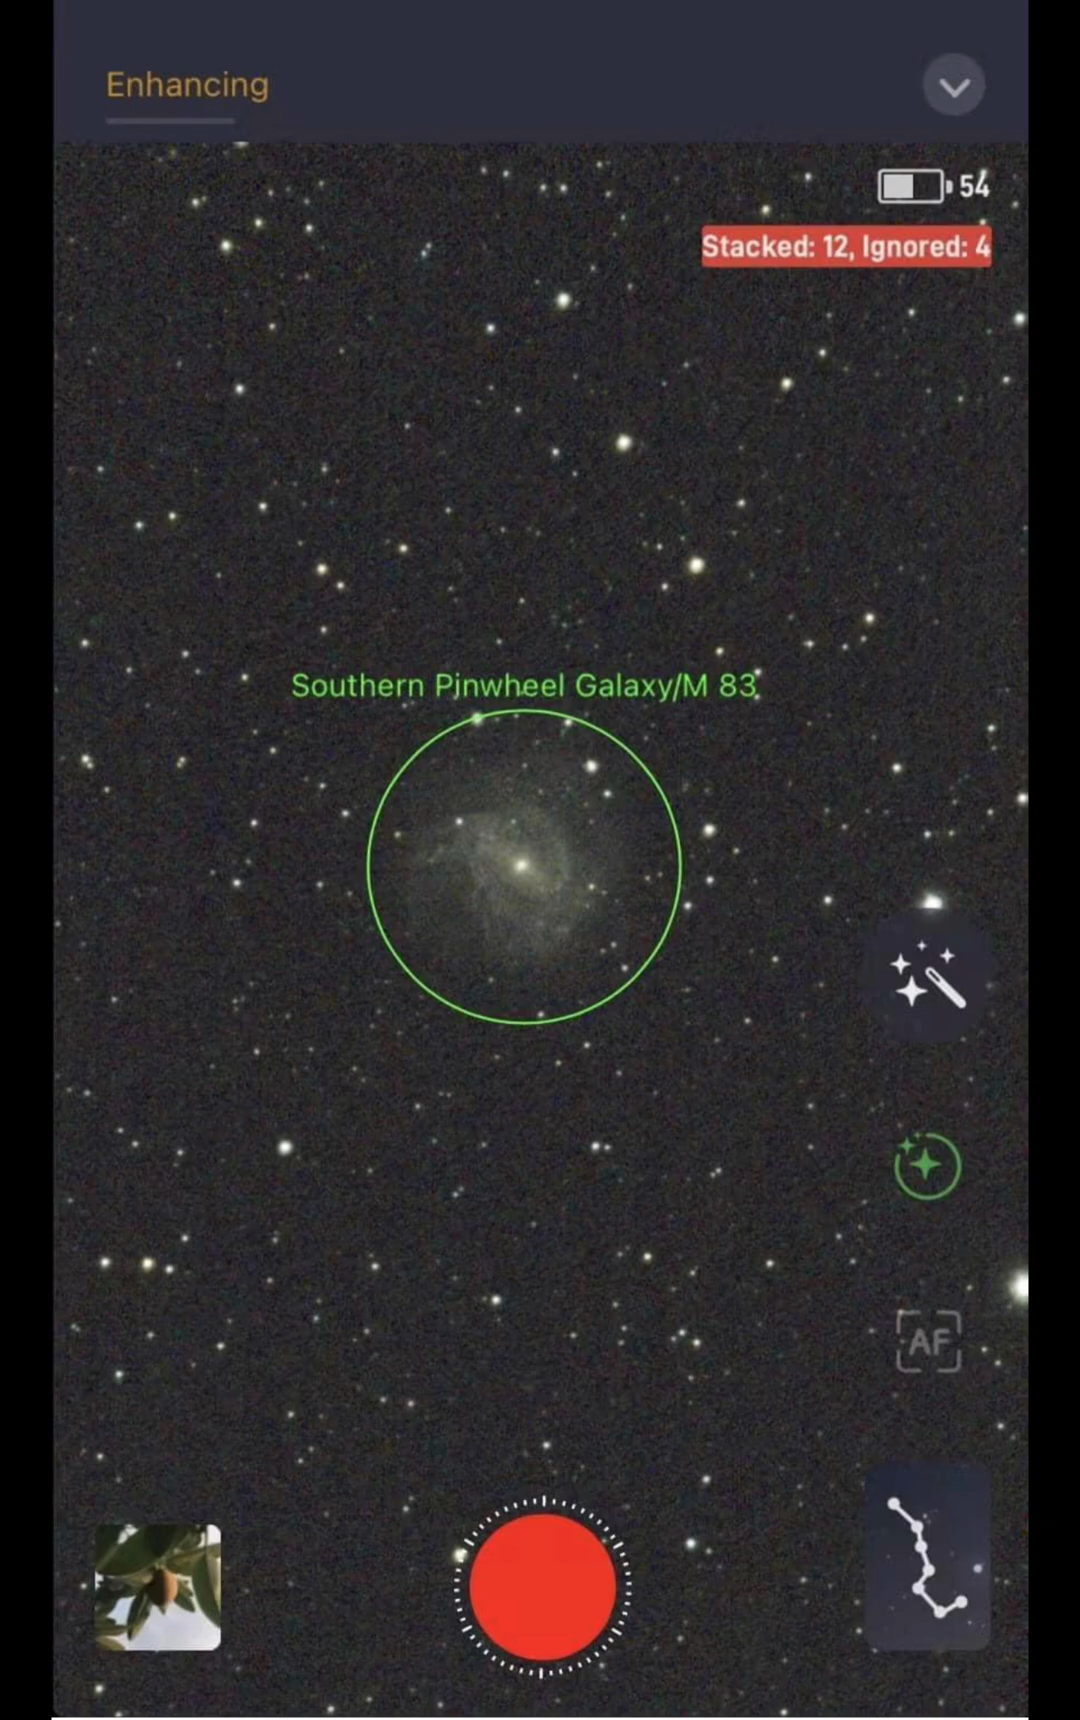 Enhancing
54
Stacked: 12, Ignored: 4
Southern Pinwheel Galaxy/M 83
AF